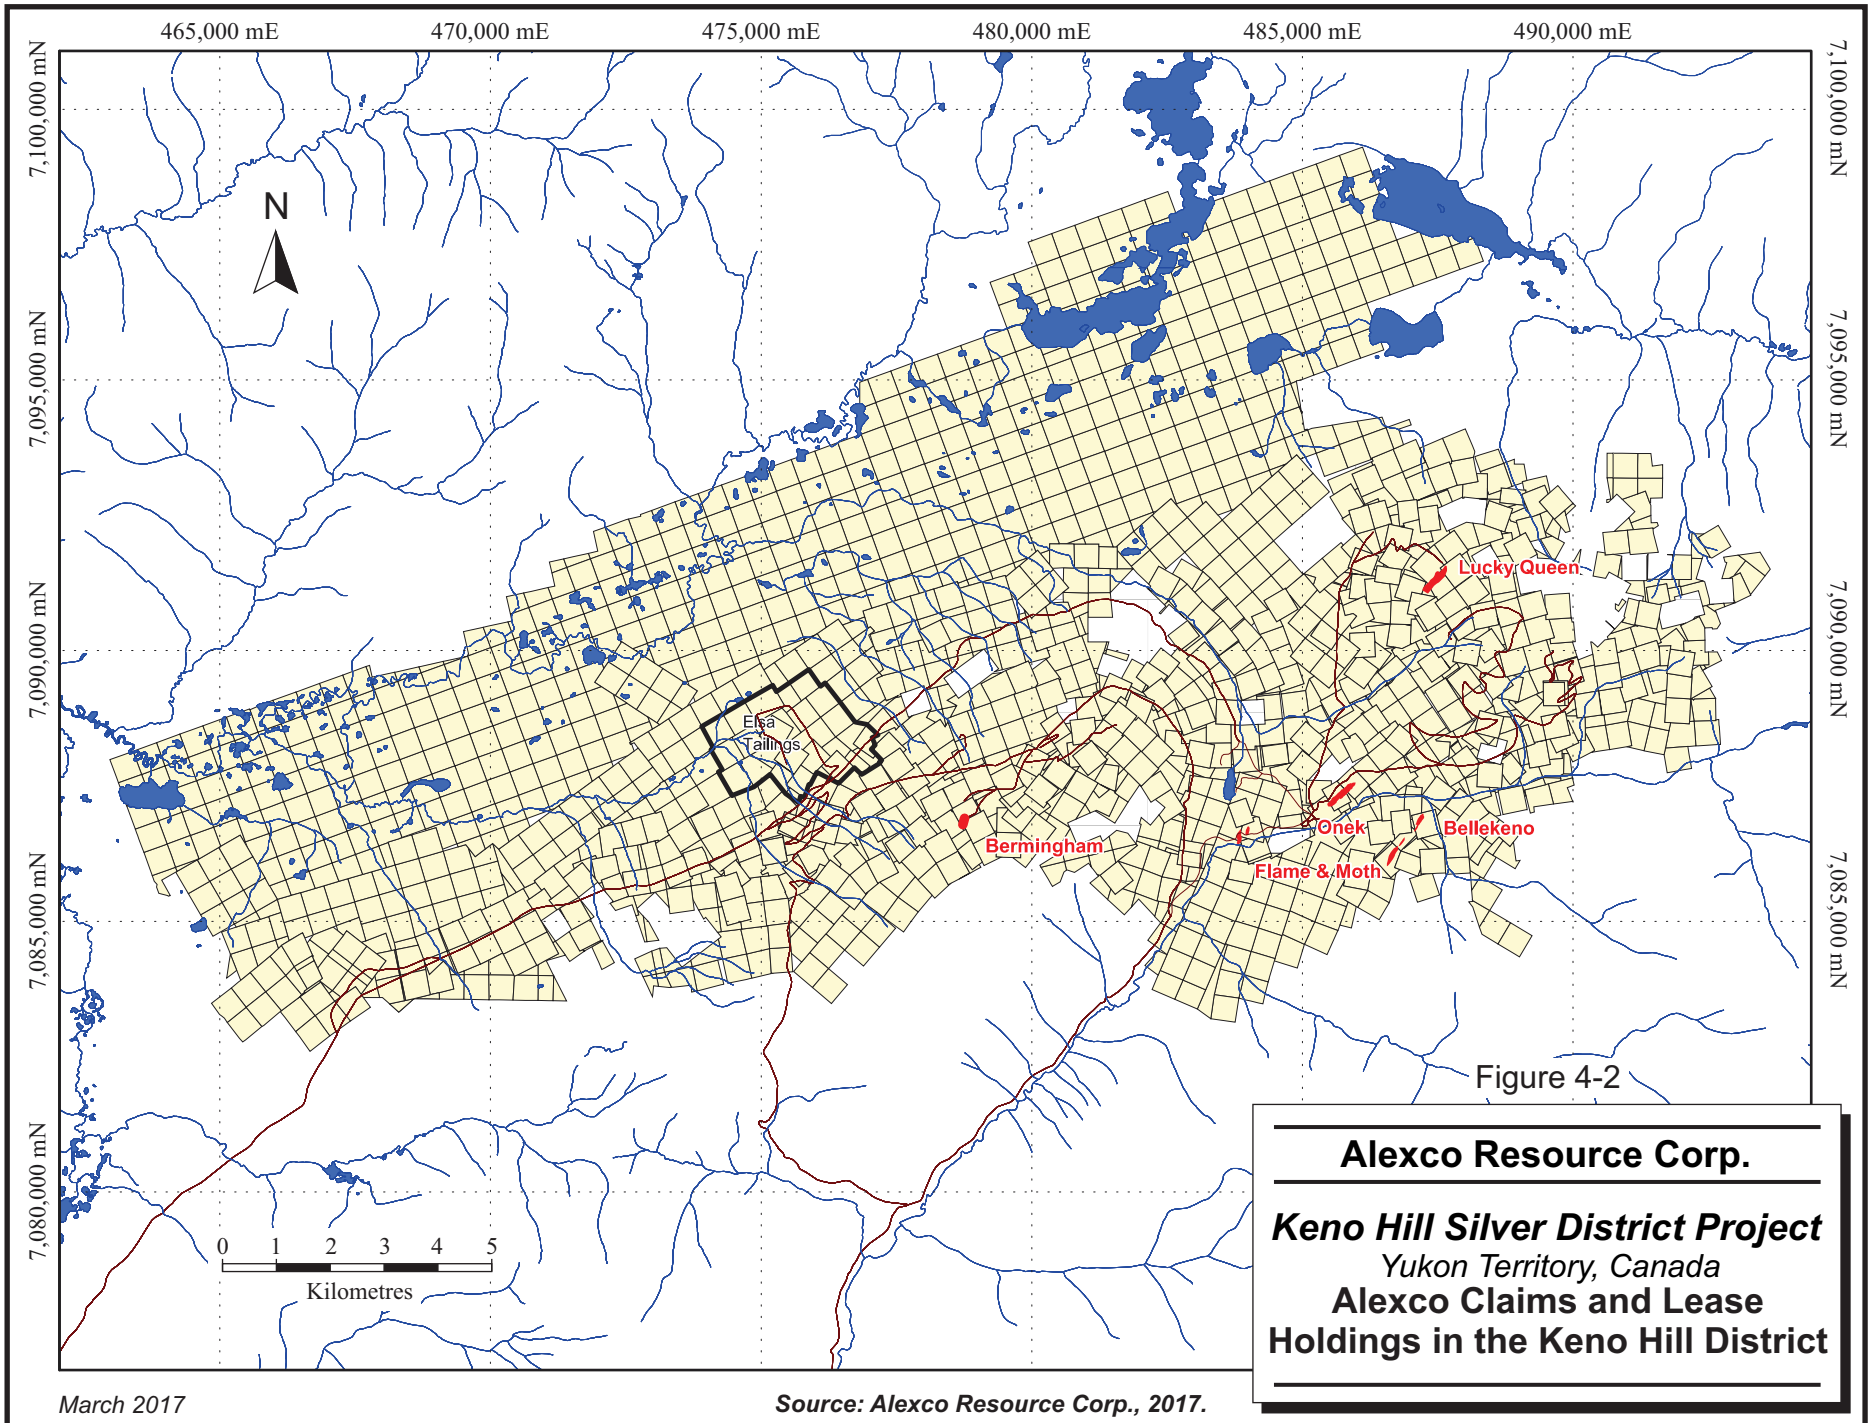 465,000 mE
470,000 mE
475,000 mE
480,000 mE
485,000 mE
490,000 mE
7,100,000 mN
7,100,000 mN
N
7,095,000 mN
7,095,000 mN
Lucky Queen
7,090,000 mN
7,090,000 mN
Elsa
Tailings
Onek
Bellekeno
Bermingham
Flame & Moth
7,085,000 mN
7,085,000 mN
Figure 4-2
7,080,000 mN
0 1 2 3 4 5
Kilometres
Alexco Resource Corp.
Keno Hill Silver District Project
Yukon Territory, Canada
Alexco Claims and Lease
Holdings in the Keno Hill District
March 2017
Source: Alexco Resource Corp., 2017.